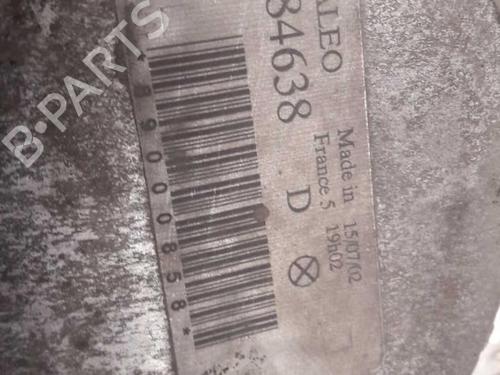 B-PARTS
ALEO
84638 D
Made in 15/07/02
France 5 19h02
*890000858*